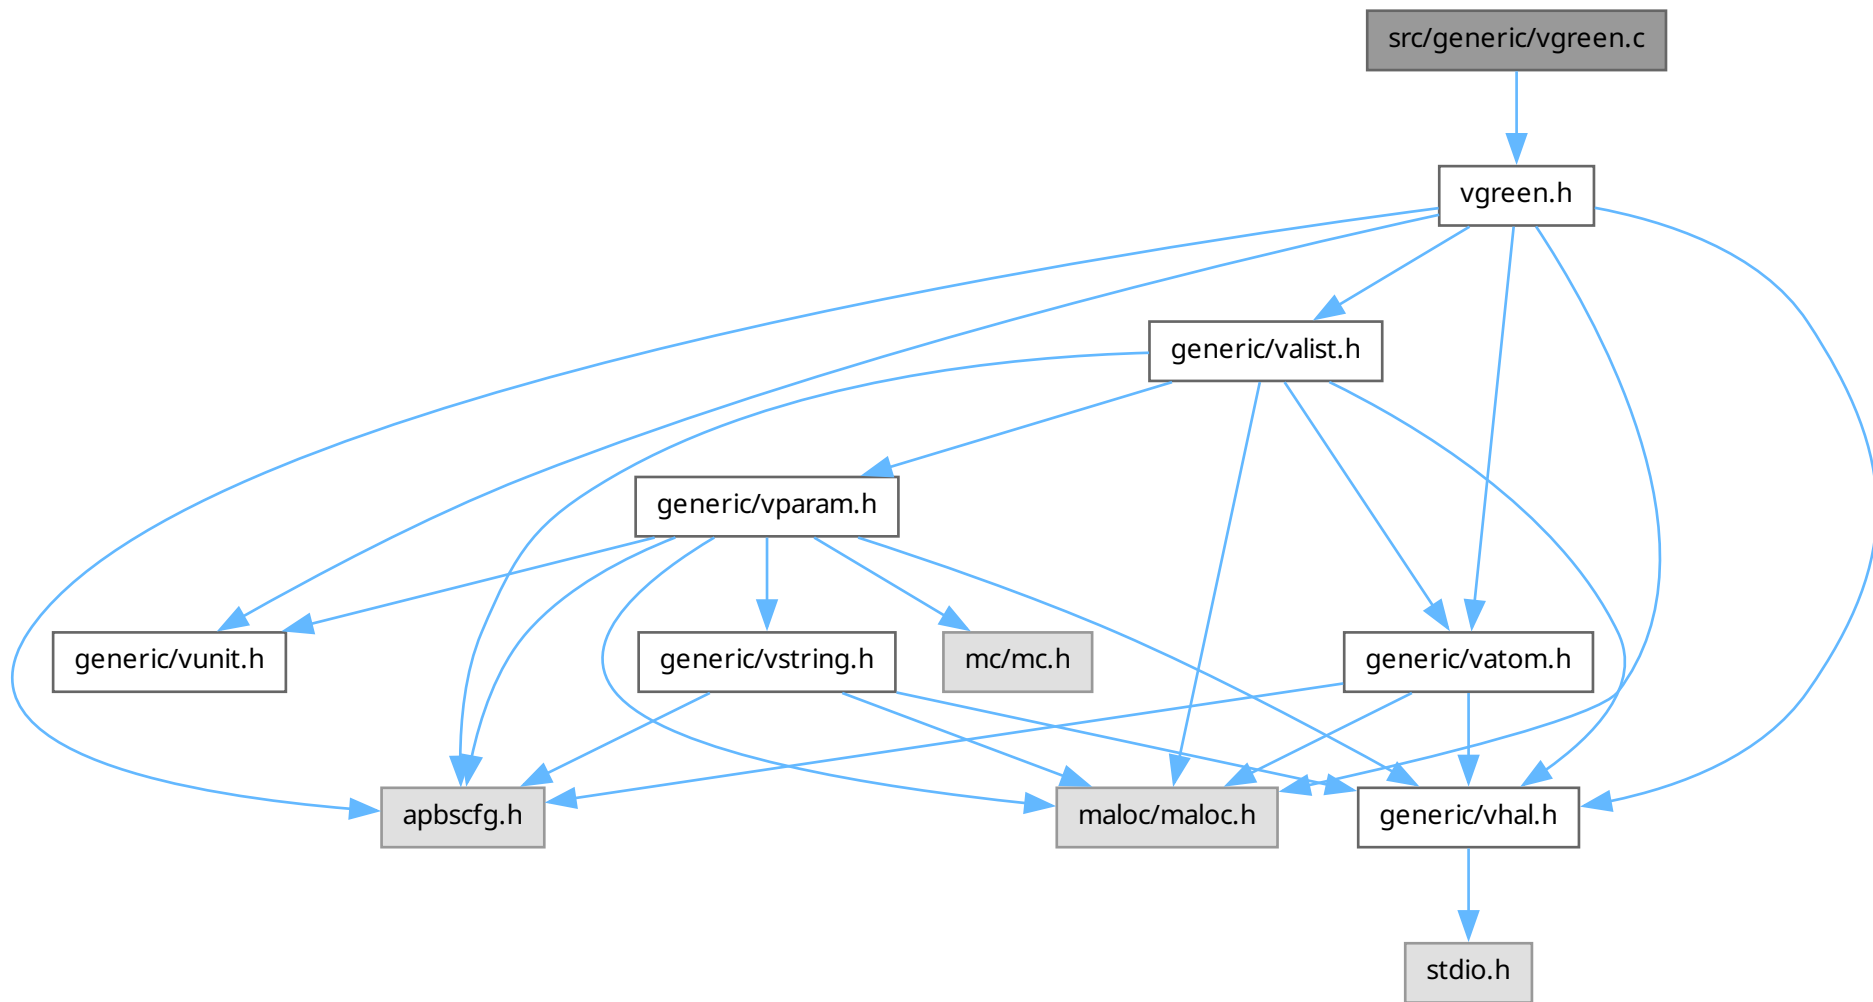 src/generic/vgreen.c
vgreen.h
generic/valist.h
generic/vparam.h
generic/vunit.h
generic/vstring.h
mc/mc.h
generic/vatom.h
apbscfg.h
maloc/maloc.h
generic/vhal.h
stdio.h